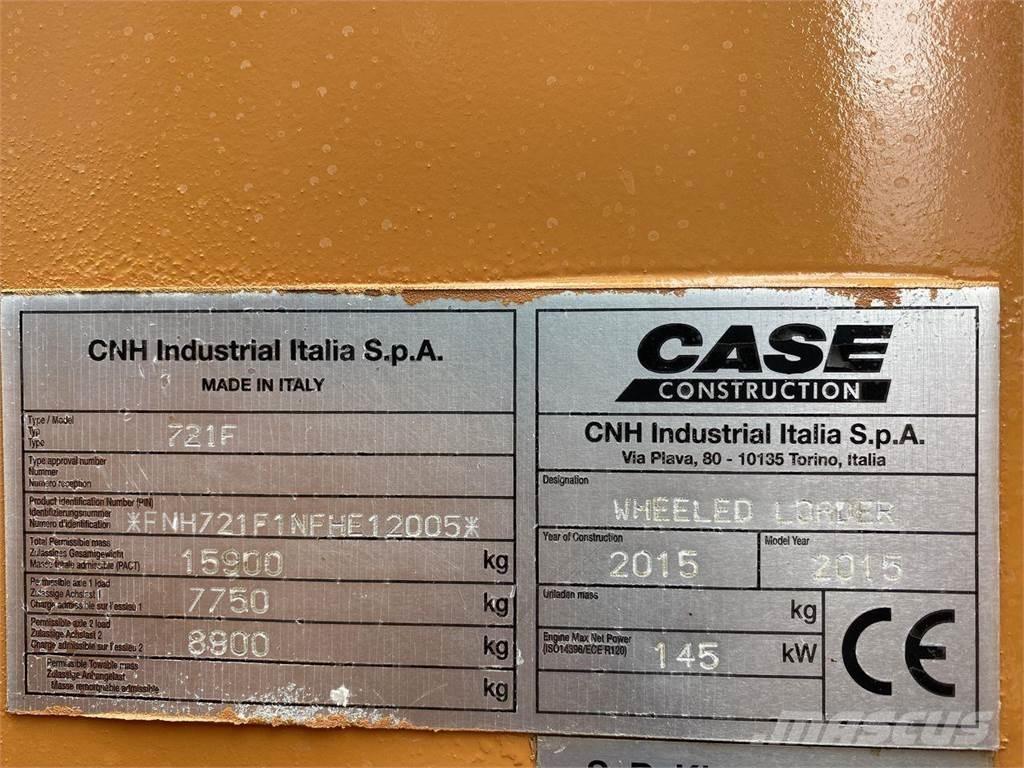 CNH Industrial Italia S.p.A.
MADE IN ITALY
Type / Model
Typ
Type
721F
Type approval number
Nummer
Numéro réception
Product Identification Number (PIN)
Identifizierungsnummer
Numéro d'identification
*FNH721F1NFHE12005*
Total Permissible mass
Zulässiges Gesamtgewicht
Masse totale admissible (PACT)
15900 kg
Permissible axle 1 load
Zulässige Achslast 1
Charge admissible sur l'essieu 1
7750 kg
Permissible axle 2 load
Zulässige Achslast 2
Charge admissible sur l'essieu 2
8900 kg
Permissible Towable mass
Zulässige Anhängelast
Masse remorquable admissible
kg
CASE
CONSTRUCTION
CNH Industrial Italia S.p.A.
Via Plava, 80 - 10135 Torino, Italia
Designation
WHEELED LOADER
Year of Construction
2015
Model Year
2015
Unladen mass
kg
Engine Max Net Power
(ISO14396/ECE R120)
145 kW
CE
MASCUS